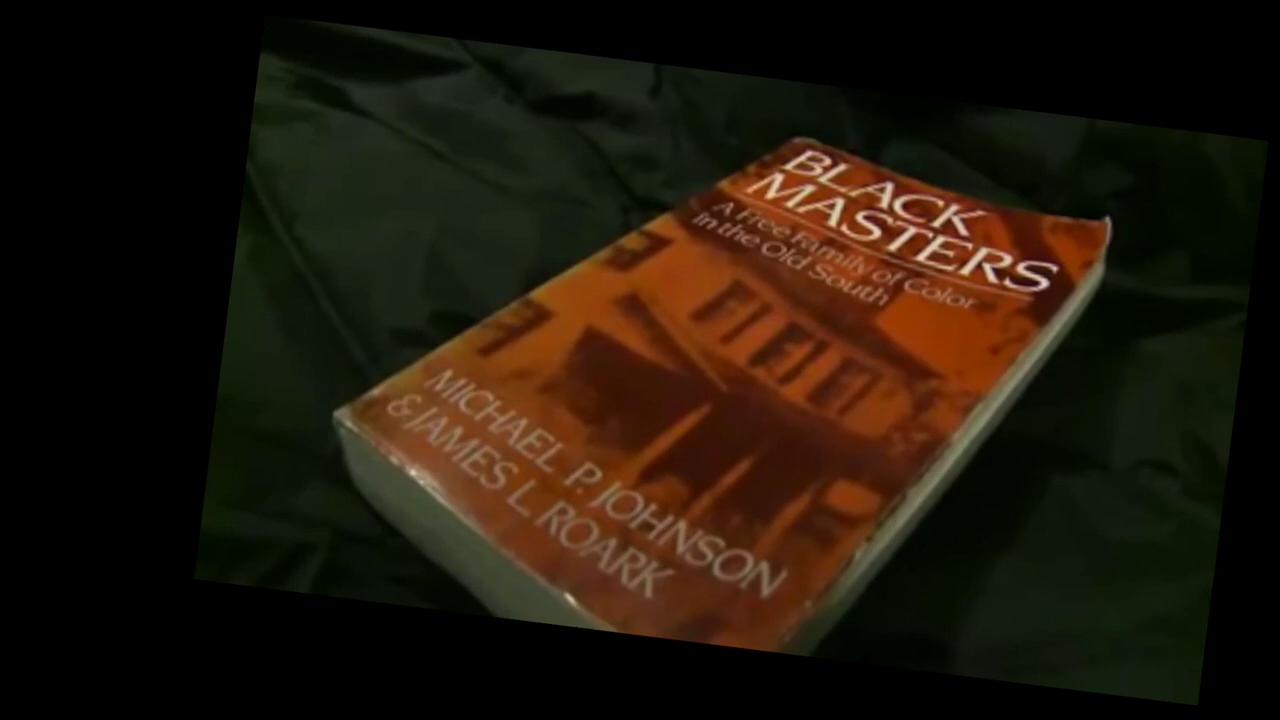 BLACK
MASTERS
A Free Family of Color
In the Old South
MICHAEL P. JOHNSON
& JAMES L. ROARK